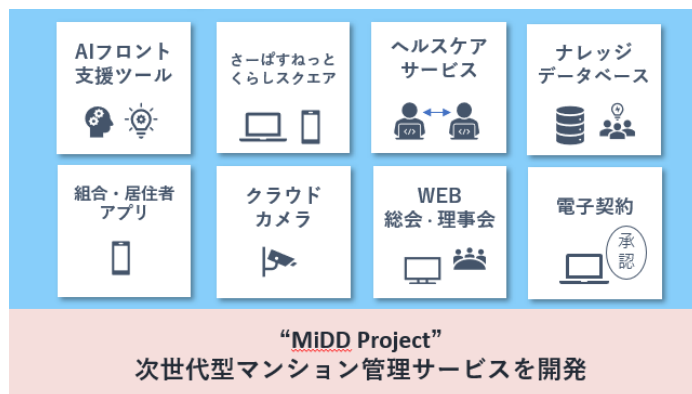 AIフロント
支援ツール
さーぱすねっと
くらしスクエア
ヘルスケア
サービス
ナレッジ
データベース
組合・居住者
アプリ
クラウド
カメラ
WEB
総会・理事会
電子契約
承
認
“MiDD Project”
次世代型マンション管理サービスを開発